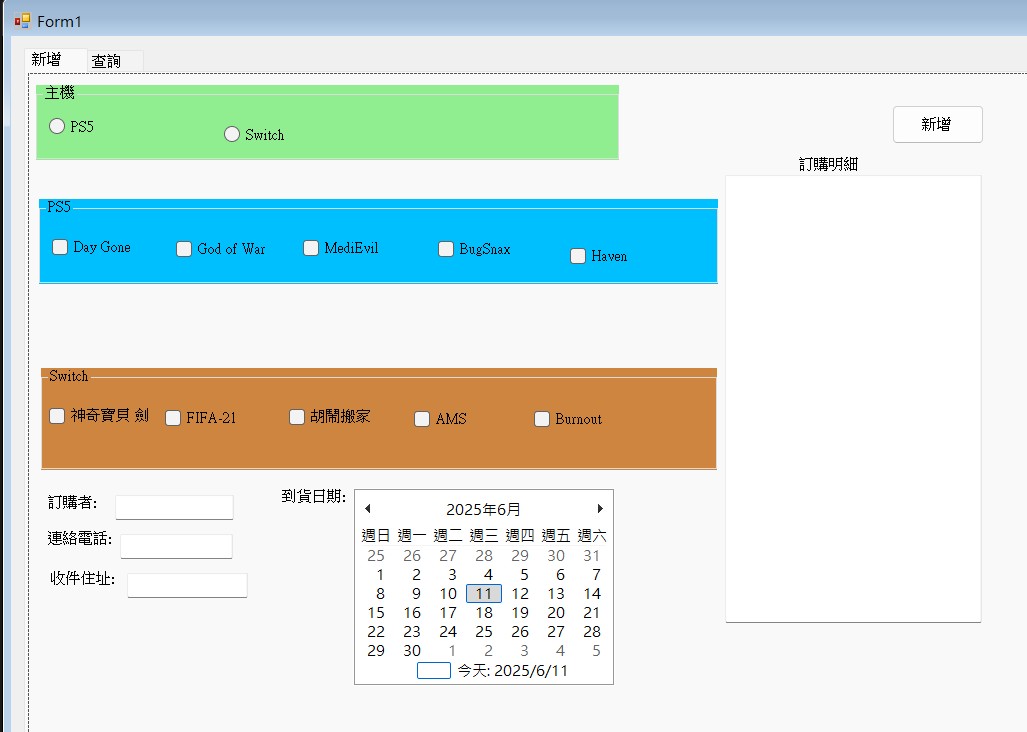 Form1
新增 查詢
主機
PS5 Switch
新增
訂購明細
PS5
Day Gone God of War MediEvil BugSnax Haven
Switch
神奇寶貝 劍 FIFA-21 胡鬧搬家 AMS Burnout
訂購者:
連絡電話:
收件住址:
到貨日期:
2025年6月
週日 週一 週二 週三 週四 週五 週六
25 26 27 28 29 30 31
1 2 3 4 5 6 7
8 9 10 11 12 13 14
15 16 17 18 19 20 21
22 23 24 25 26 27 28
29 30 1 2 3 4 5
今天: 2025/6/11